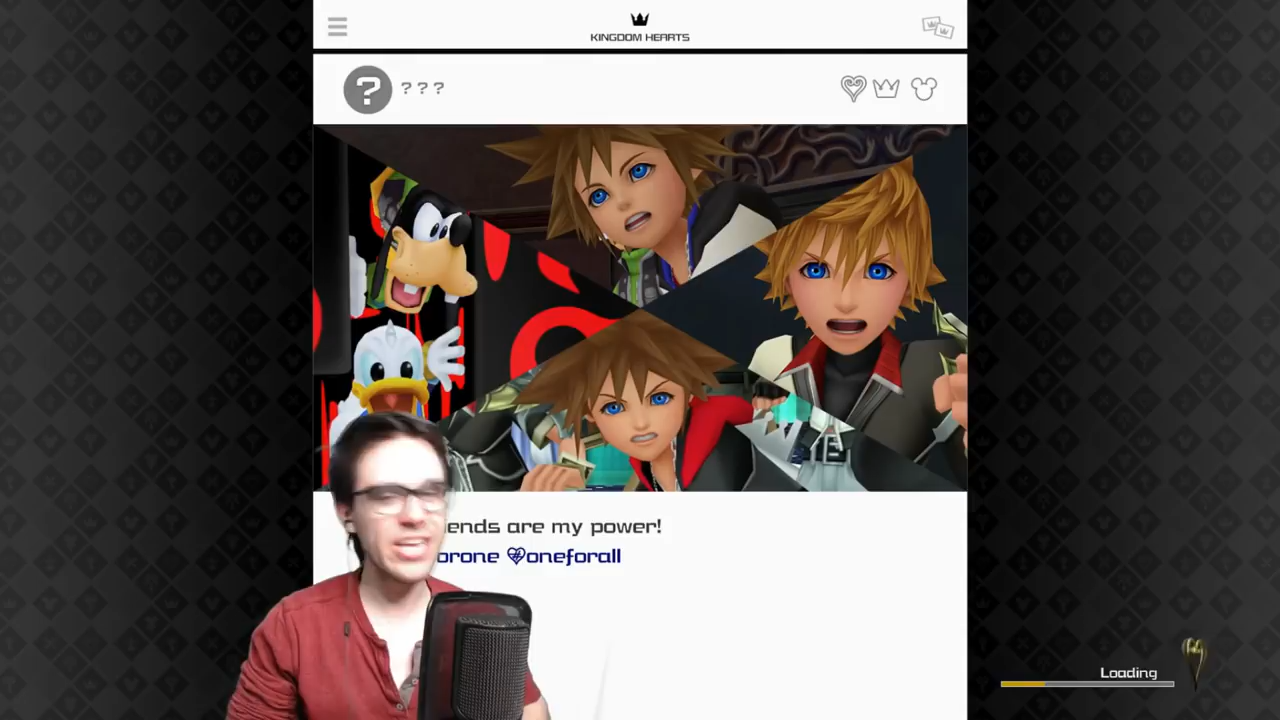 KINGDOM HEARTS
? ???
ends are my power!
orone oneforall
Loading